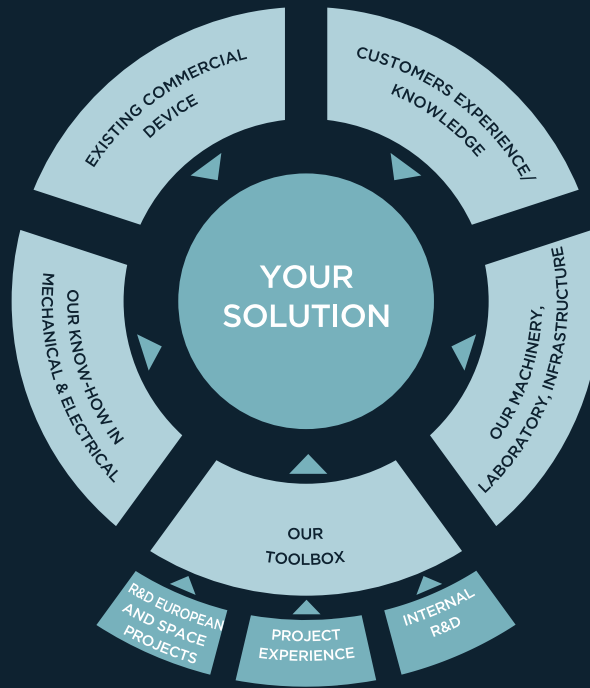 EXISTING COMMERCIAL
DEVICE
CUSTOMERS EXPERIENCE/
KNOWLEDGE
YOUR
SOLUTION
OUR KNOW-HOW IN
MECHANICAL & ELECTRICAL
OUR MACHINERY,
LABORATORY, INFRASTRUCTURE
OUR
TOOLBOX
R&D EUROPEAN
AND SPACE
PROJECTS
PROJECT
EXPERIENCE
INTERNAL
R&D